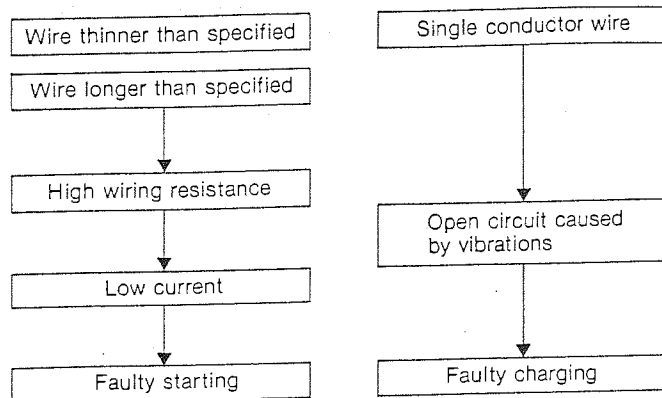 Wire thinner than specified
Wire longer than specified
High wiring resistance
Low current
Faulty starting
Single conductor wire
Open circuit caused
by vibrations
Faulty charging